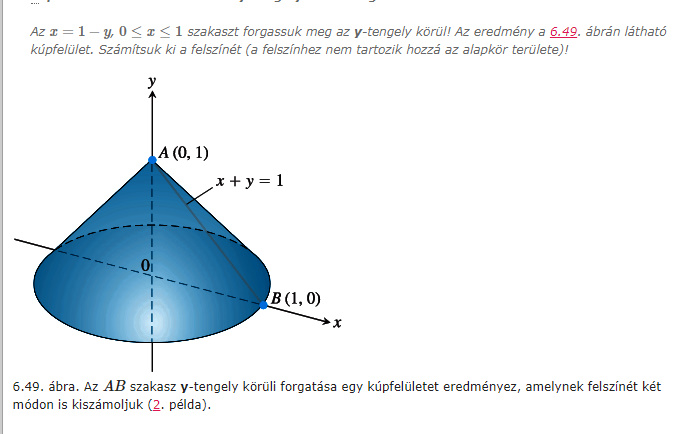 Az x = 1 − y, 0 ≤ x ≤ 1 szakaszt forgassuk meg az y-tengely körül! Az eredmény a 6.49. ábrán látható
kúpfelület. Számítsuk ki a felszínét (a felszínhez nem tartozik hozzá az alapkör területe)!
y
A (0, 1)
x + y = 1
0
B (1, 0)
x
6.49. ábra. Az AB szakasz y-tengely körüli forgatása egy kúpfelületet eredményez, amelynek felszínét két
módon is kiszámoljuk (2. példa).